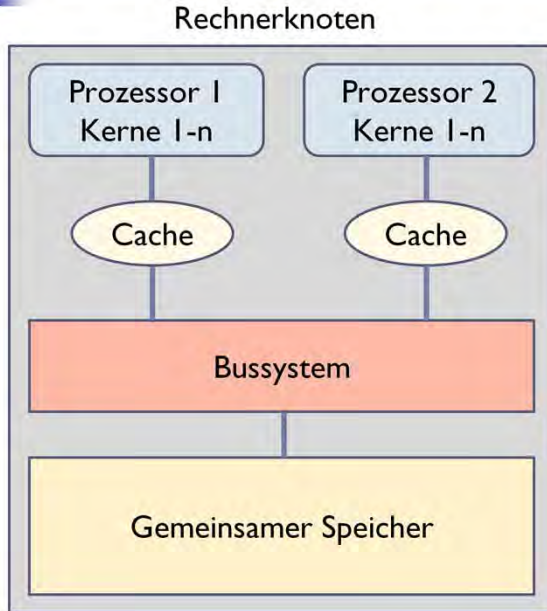 Rechnerknoten
Prozessor 1
Kerne 1-n
Prozessor 2
Kerne 1-n
Cache
Cache
Bussystem
Gemeinsamer Speicher